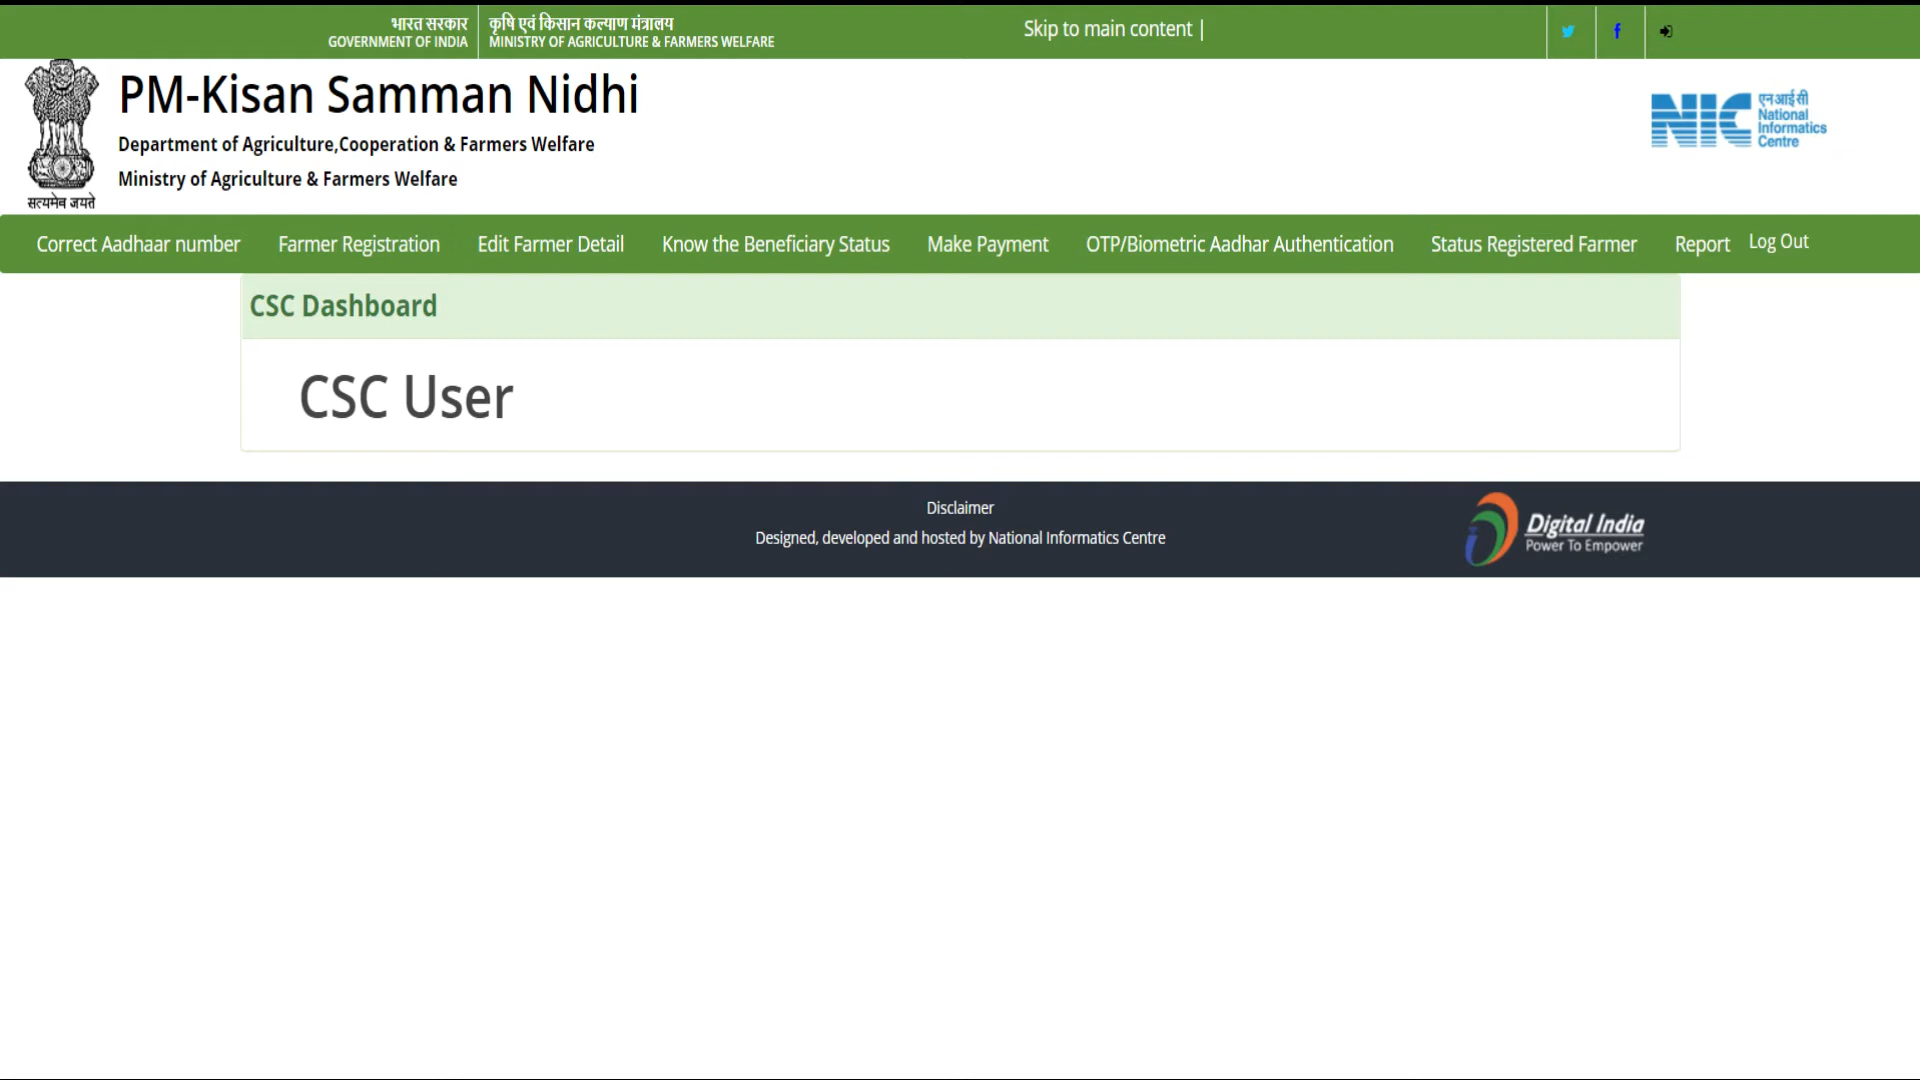 भारत सरकार
GOVERNMENT OF INDIA
कृषि एवं किसान कल्याण मंत्रालय
MINISTRY OF AGRICULTURE & FARMERS WELFARE
Skip to main content |
सत्यमेव जयते
PM-Kisan Samman Nidhi
Department of Agriculture,Cooperation & Farmers Welfare
Ministry of Agriculture & Farmers Welfare
NIC
एन आई सी
National
Informatics
Centre
Correct Aadhaar number Farmer Registration Edit Farmer Detail Know the Beneficiary Status Make Payment OTP/Biometric Aadhar Authentication Status Registered Farmer Report Log Out
CSC Dashboard
CSC User
Disclaimer
Designed, developed and hosted by National Informatics Centre
Digital India
Power To Empower